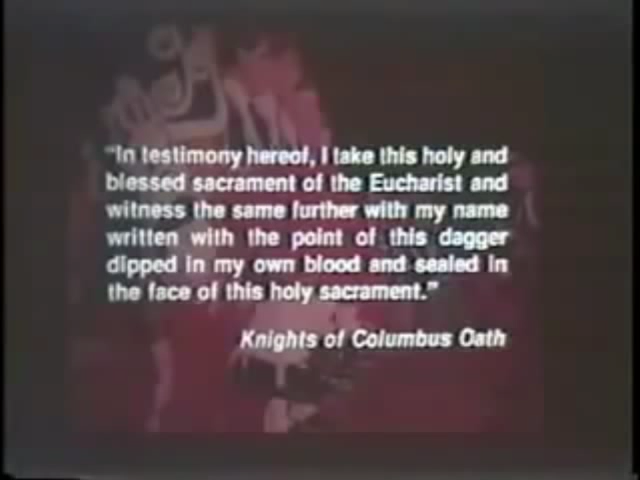 "In testimony hereof, I take this holy and
blessed sacrament of the Eucharist and
witness the same further with my name
written with the point of this dagger
dipped in my own blood and sealed in
the face of this holy sacrament."
Knights of Columbus Oath